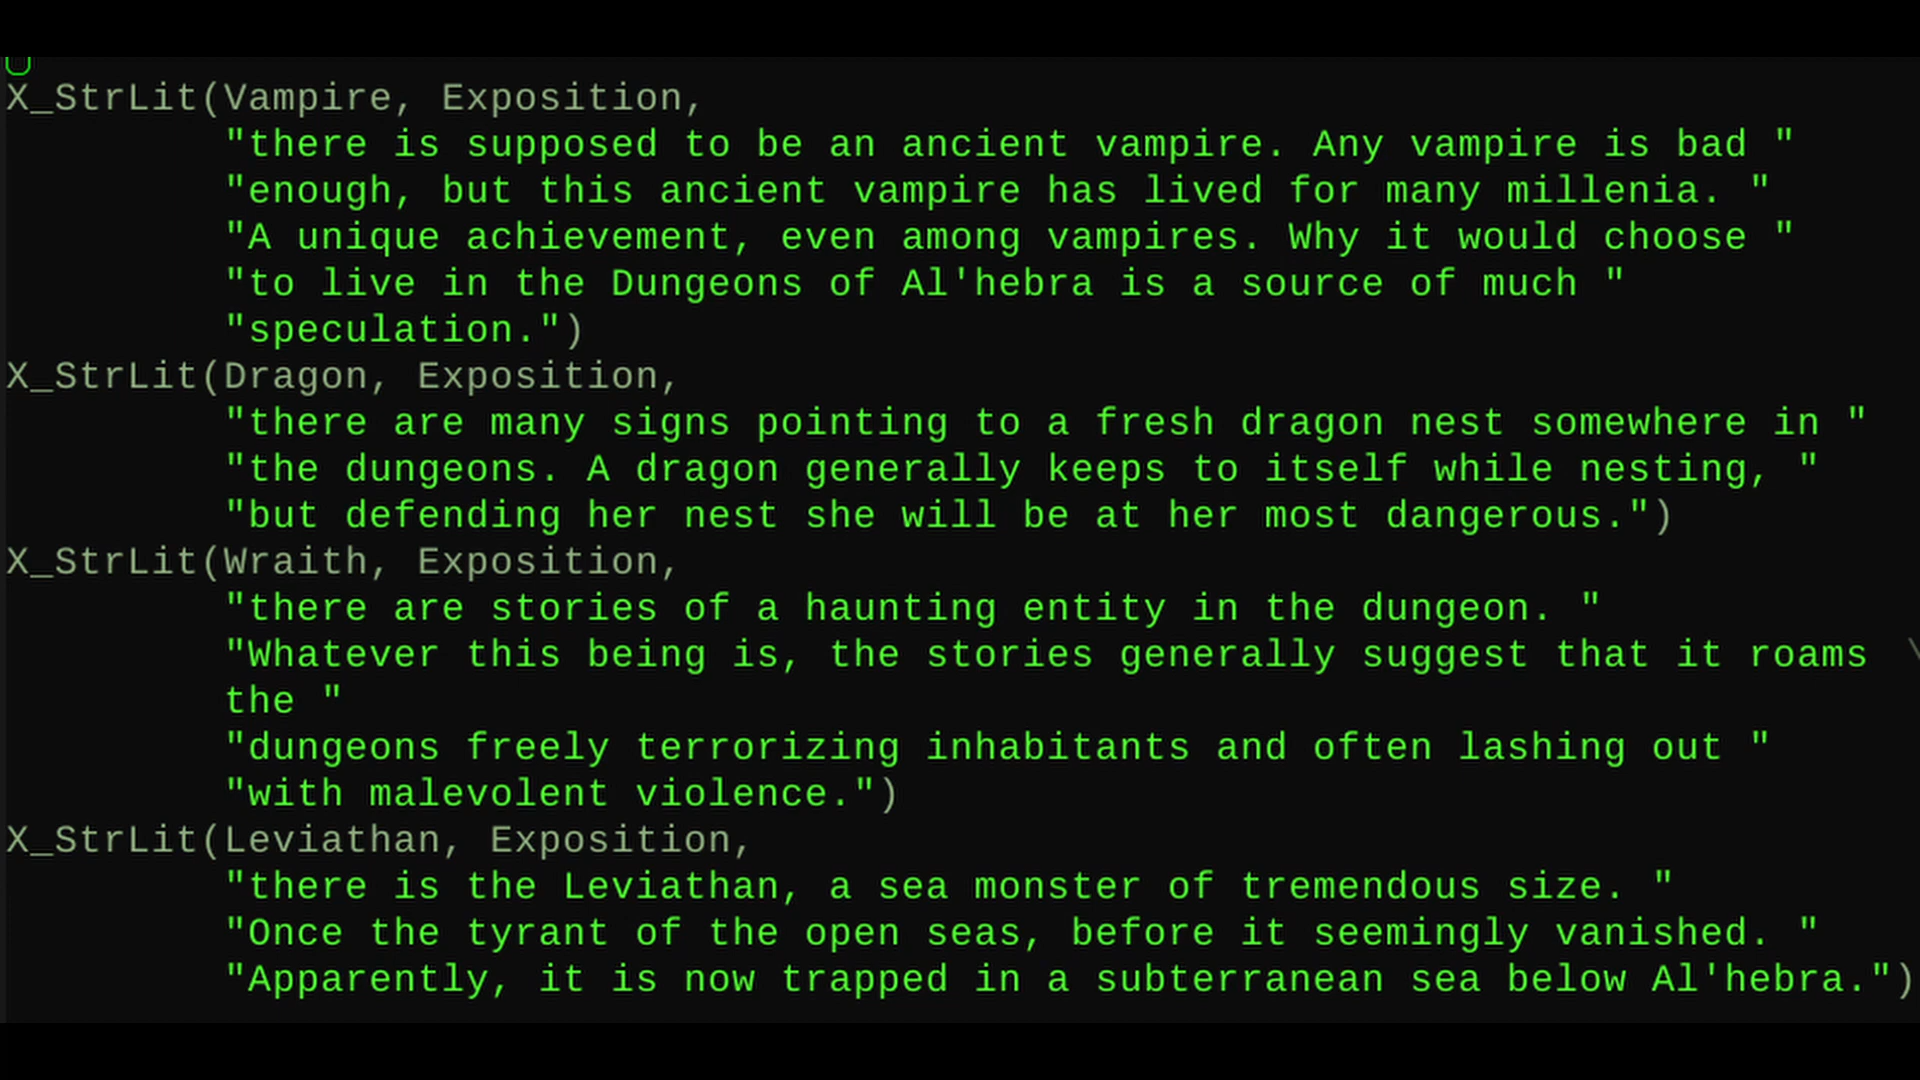 X_StrLit(Vampire, Exposition,
"there is supposed to be an ancient vampire. Any vampire is bad "
"enough, but this ancient vampire has lived for many millenia. "
"A unique achievement, even among vampires. Why it would choose "
"to live in the Dungeons of Al'hebra is a source of much "
"speculation.")
X_StrLit(Dragon, Exposition,
"there are many signs pointing to a fresh dragon nest somewhere in "
"the dungeons. A dragon generally keeps to itself while nesting, "
"but defending her nest she will be at her most dangerous.")
X_StrLit(Wraith, Exposition,
"there are stories of a haunting entity in the dungeon. "
"Whatever this being is, the stories generally suggest that it roams \
the "
"dungeons freely terrorizing inhabitants and often lashing out "
"with malevolent violence.")
X_StrLit(Leviathan, Exposition,
"there is the Leviathan, a sea monster of tremendous size. "
"Once the tyrant of the open seas, before it seemingly vanished. "
"Apparently, it is now trapped in a subterranean sea below Al'hebra.")